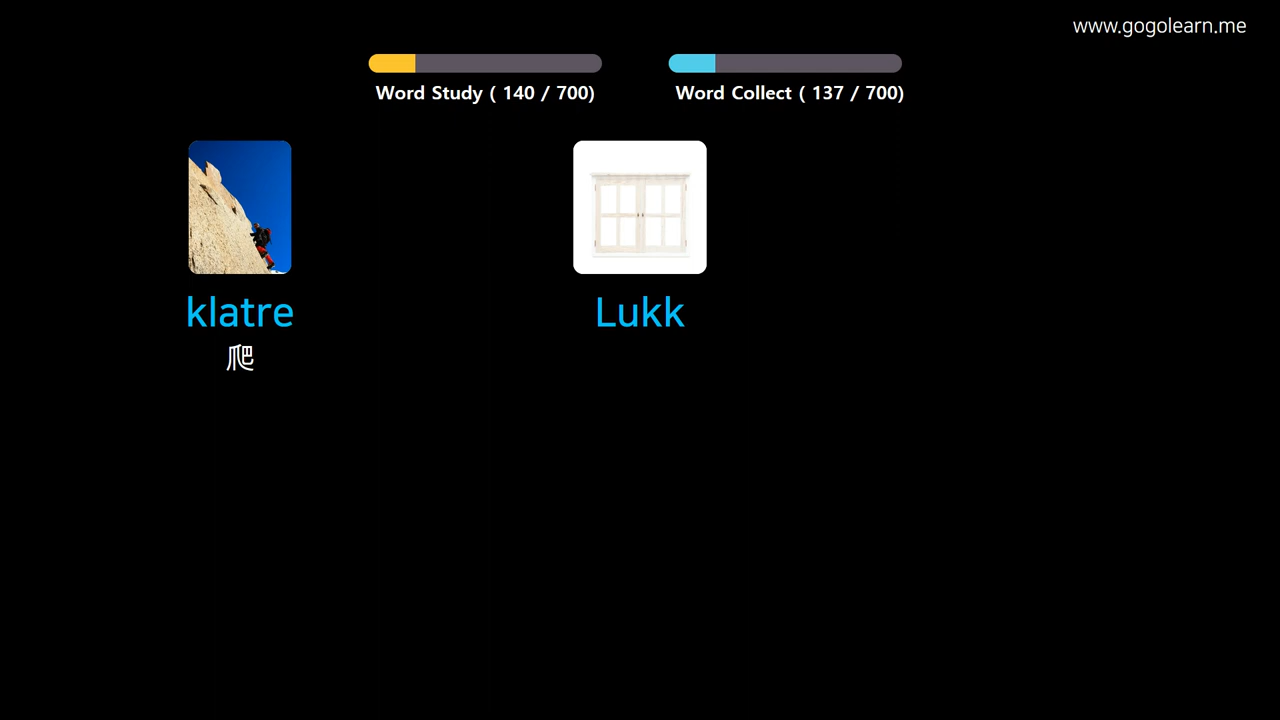 www.gogolearn.me
Word Study ( 140 / 700)
Word Collect ( 137 / 700)
klatre
爬
Lukk